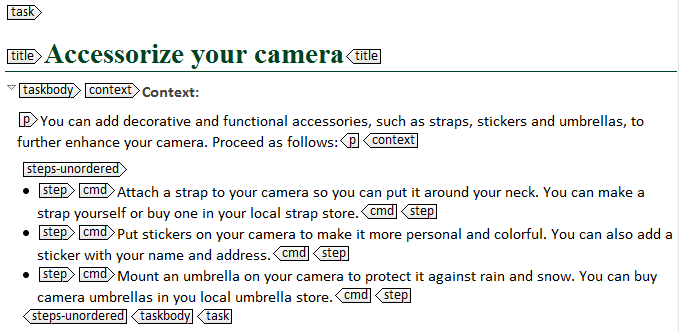 task
title Accessorize your camera title
taskbody context Context:
p You can add decorative and functional accessories, such as straps, stickers and umbrellas, to
further enhance your camera. Proceed as follows: p context
steps-unordered
• step cmd Attach a strap to your camera so you can put it around your neck. You can make a
strap yourself or buy one in your local strap store. cmd step
• step cmd Put stickers on your camera to make it more personal and colorful. You can also add a
sticker with your name and address. cmd step
• step cmd Mount an umbrella on your camera to protect it against rain and snow. You can buy
camera umbrellas in you local umbrella store. cmd step
steps-unordered taskbody task